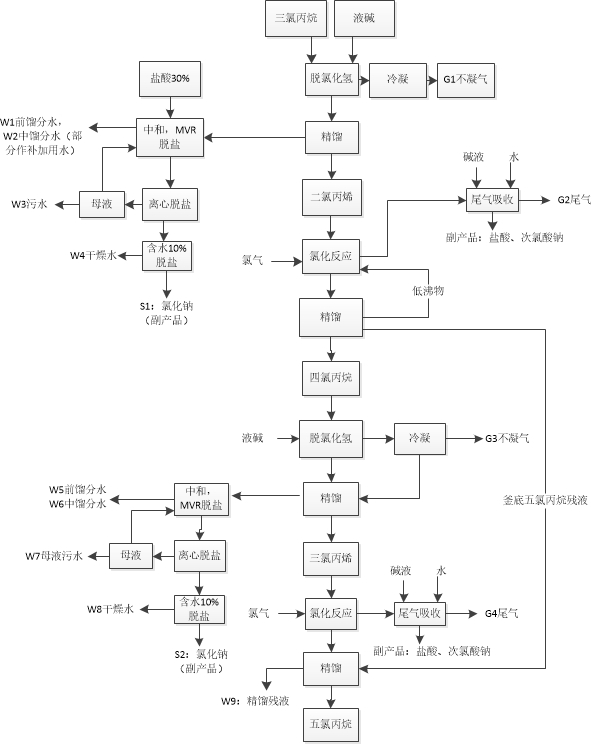 三氯丙烷
液碱
盐酸30%
脱氯化氢
冷凝
G1不凝气
W1前馏分水，
W2中馏分水（部
分作补加用水）
中和，MVR
脱盐
精馏
碱液
水
W3污水
母液
离心脱盐
二氯丙烯
尾气吸收
G2尾气
副产品：盐酸、次氯酸钠
W4干燥水
含水10%
脱盐
氯气
氯化反应
低沸物
S1：氯化钠
（副产品）
精馏
四氯丙烷
液碱
脱氯化氢
冷凝
G3不凝气
W5前馏分水
W6中馏分水
中和，
MVR脱盐
精馏
釜底五氯丙烷残液
W7母液污水
母液
离心脱盐
三氯丙烯
碱液
水
W8干燥水
含水10%
脱盐
氯气
氯化反应
尾气吸收
G4尾气
副产品：盐酸、次氯酸钠
S2：氯化钠
（副产品）
精馏
W9：精馏残液
五氯丙烷